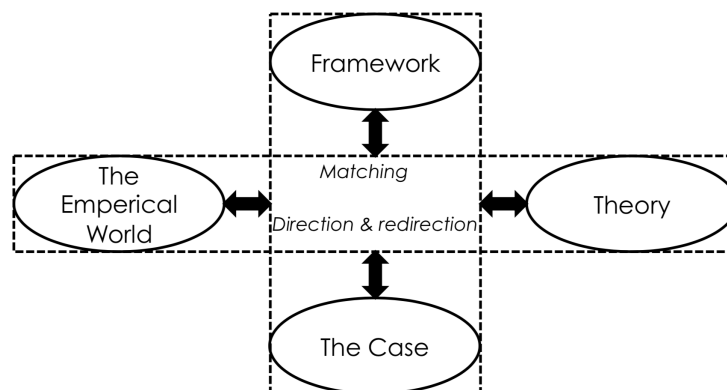 Framework
Matching
The
Emperical
World
Theory
Direction & redirection
The Case